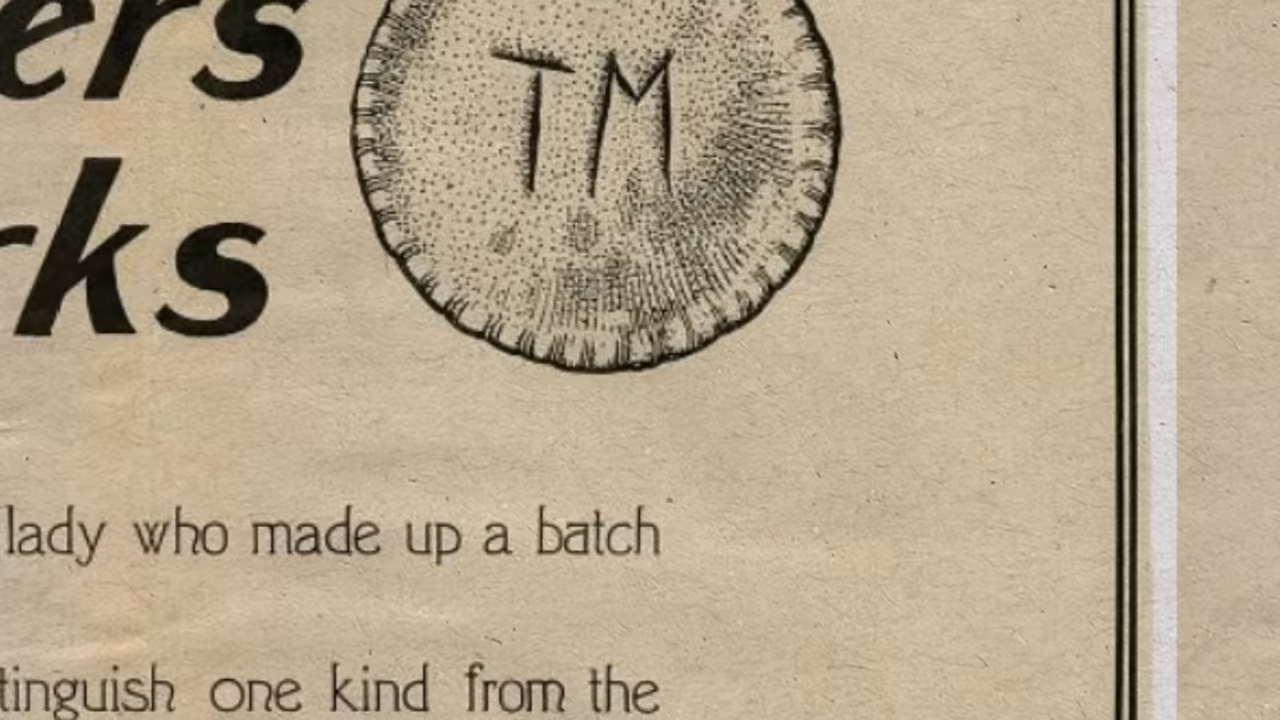 ers
TM
rks
lady who made up a batch
tinguish one kind from the